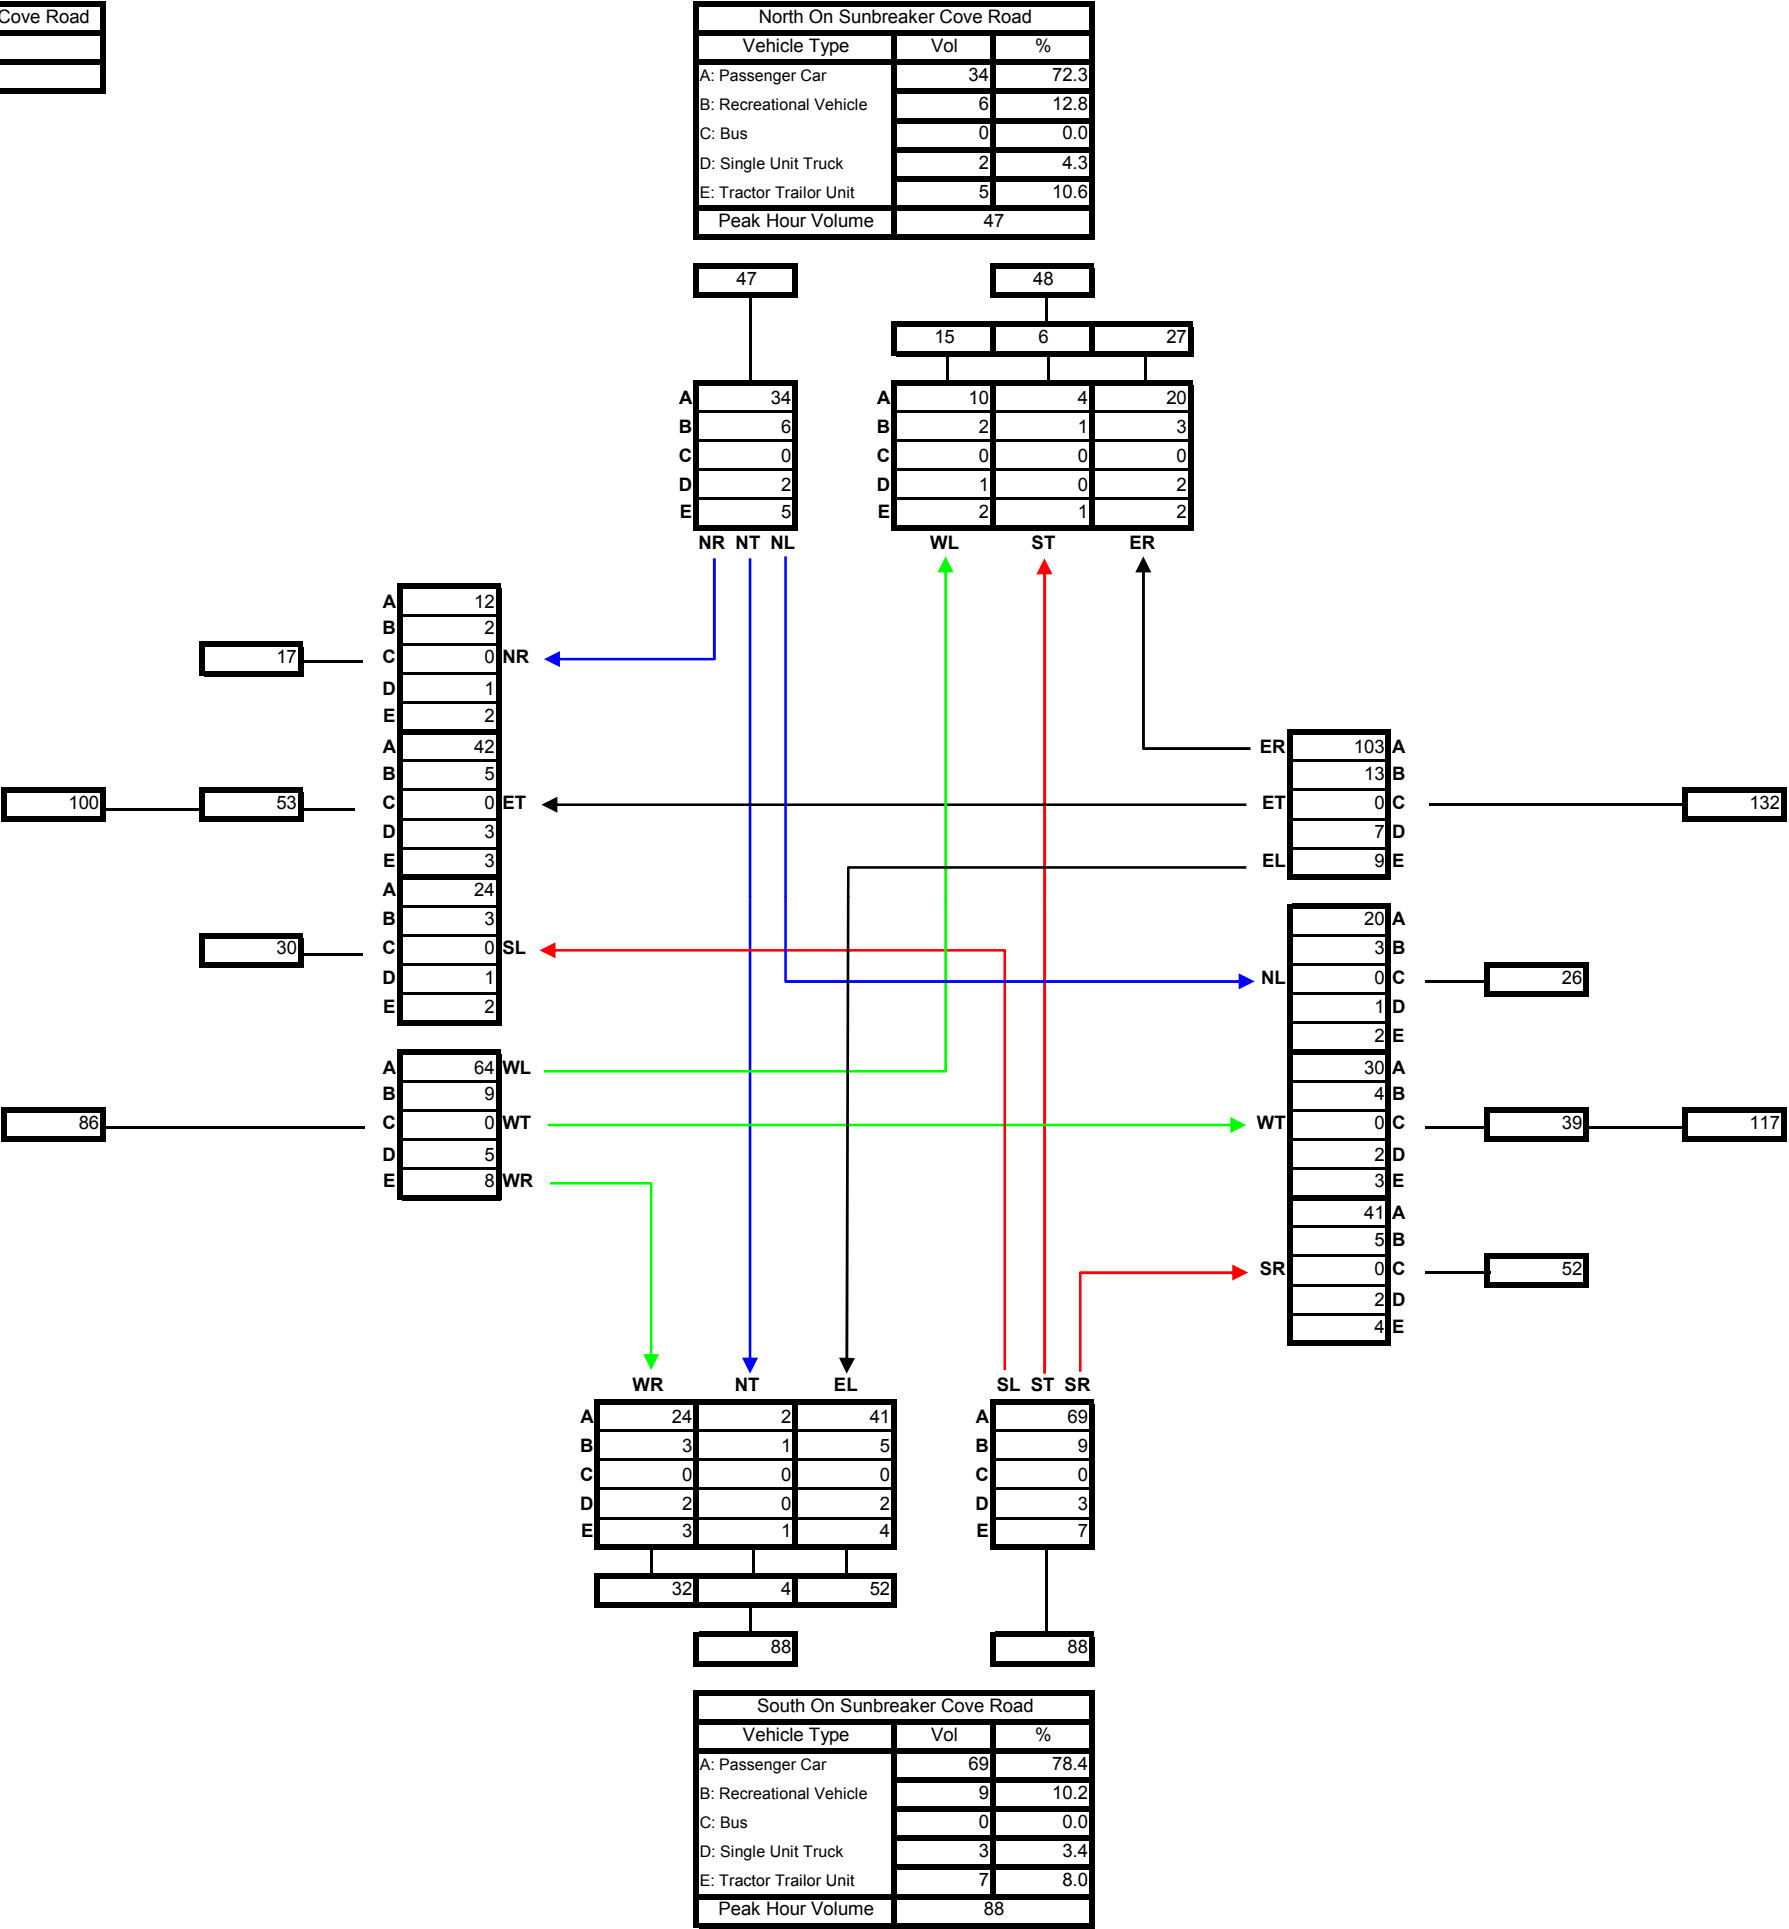 Cove Road
North On Sunbreaker Cove Road
Vehicle Type Vol %
A: Passenger Car 34 72.3
B: Recreational Vehicle 6 12.8
C: Bus 0 0.0
D: Single Unit Truck 2 4.3
E: Tractor Trailor Unit 5 10.6
Peak Hour Volume 47
47 48
15 6 27
A 34 A 10 4 20
B 6 B 2 1 3
C 0 C 0 0 0
D 2 D 1 0 2
E 5 E 2 1 2
NR NT NL WL ST ER
A 12
B 2
17 C 0 NR
D 1
E 2
A 42 ER 103 A
B 5 13 B
100 53 C 0 ET ET 0 C 132
D 3 7 D
E 3 EL 9 E
A 24
B 3 20 A
30 C 0 SL 3 B
D 1 NL 0 C 26
E 2 1 D
2 E
A 64 WL 30 A
B 9 4 B
86 C 0 WT WT 0 C 39 117
D 5 2 D
E 8 WR 3 E
41 A
5 B
SR 0 C 52
2 D
4 E
WR NT EL SL ST SR
A 24 2 41 A 69
B 3 1 5 B 9
C 0 0 0 C 0
D 2 0 2 D 3
E 3 1 4 E 7
32 4 52
88 88
South On Sunbreaker Cove Road
Vehicle Type Vol %
A: Passenger Car 69 78.4
B: Recreational Vehicle 9 10.2
C: Bus 0 0.0
D: Single Unit Truck 3 3.4
E: Tractor Trailor Unit 7 8.0
Peak Hour Volume 88